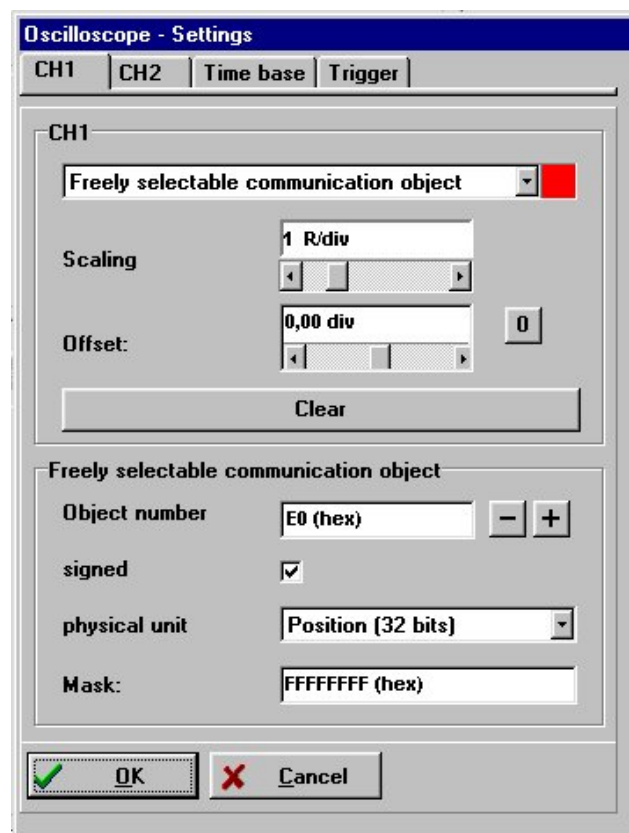 Oscilloscope - Settings
CH1 CH2 Time base Trigger
CH1
Freely selectable communication object
Scaling 1 R/div
Offset: 0,00 div 0
Clear
Freely selectable communication object
Object number E0 (hex) − +
signed
physical unit Position (32 bits)
Mask: FFFFFFFF (hex)
OK Cancel